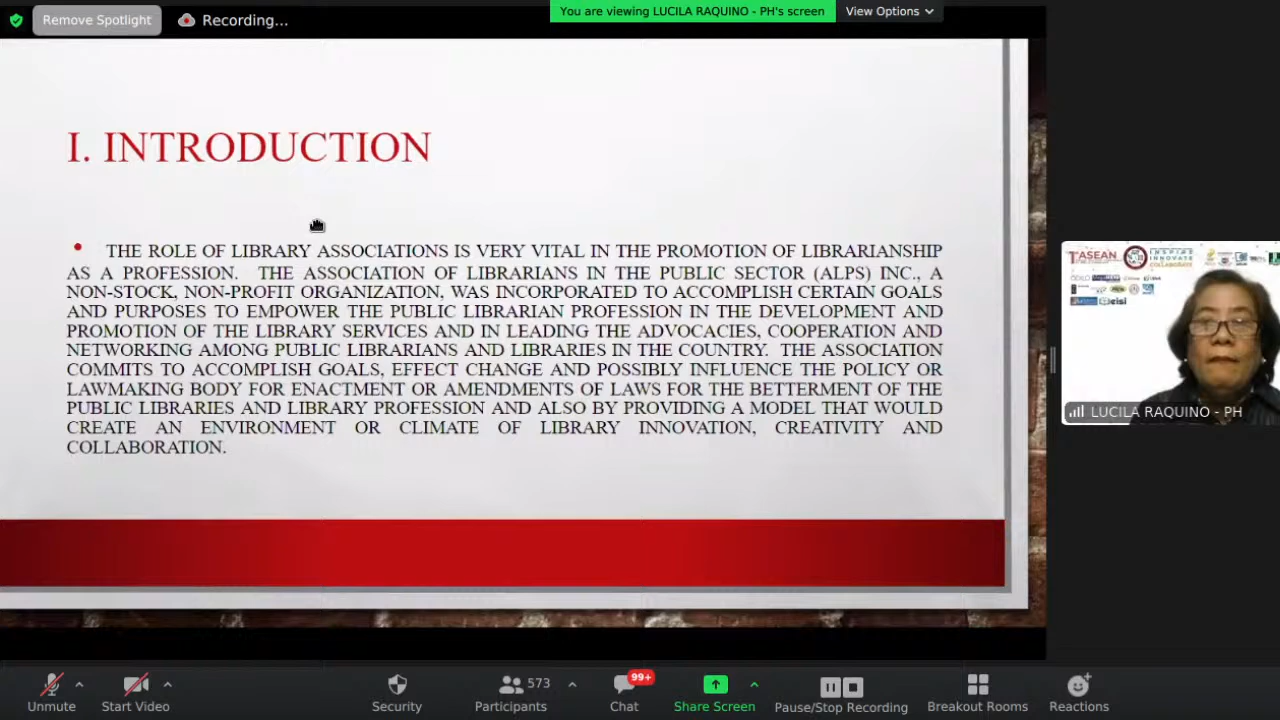 Remove Spotlight
Recording...
You are viewing LUCILA RAQUINO - PH's screen
View Options
I. INTRODUCTION
THE ROLE OF LIBRARY ASSOCIATIONS IS VERY VITAL IN THE PROMOTION OF LIBRARIANSHIP
AS A PROFESSION. THE ASSOCIATION OF LIBRARIANS IN THE PUBLIC SECTOR (ALPS) INC., A
NON-STOCK, NON-PROFIT ORGANIZATION, WAS INCORPORATED TO ACCOMPLISH CERTAIN GOALS
AND PURPOSES TO EMPOWER THE PUBLIC LIBRARIAN PROFESSION IN THE DEVELOPMENT AND
PROMOTION OF THE LIBRARY SERVICES AND IN LEADING THE ADVOCACIES, COOPERATION AND
NETWORKING AMONG PUBLIC LIBRARIANS AND LIBRARIES IN THE COUNTRY. THE ASSOCIATION
COMMITS TO ACCOMPLISH GOALS, EFFECT CHANGE AND POSSIBLY INFLUENCE THE POLICY OR
LAWMAKING BODY FOR ENACTMENT OR AMENDMENTS OF LAWS FOR THE BETTERMENT OF THE
PUBLIC LIBRARIES AND LIBRARY PROFESSION AND ALSO BY PROVIDING A MODEL THAT WOULD
CREATE AN ENVIRONMENT OR CLIMATE OF LIBRARY INNOVATION, CREATIVITY AND
COLLABORATION.
INSPIRE
INNOVATE
COLLABORATE
LUCILA RAQUINO - PH
Unmute
Start Video
Security
573
Participants
99+
Chat
Share Screen
Pause/Stop Recording
Breakout Rooms
Reactions